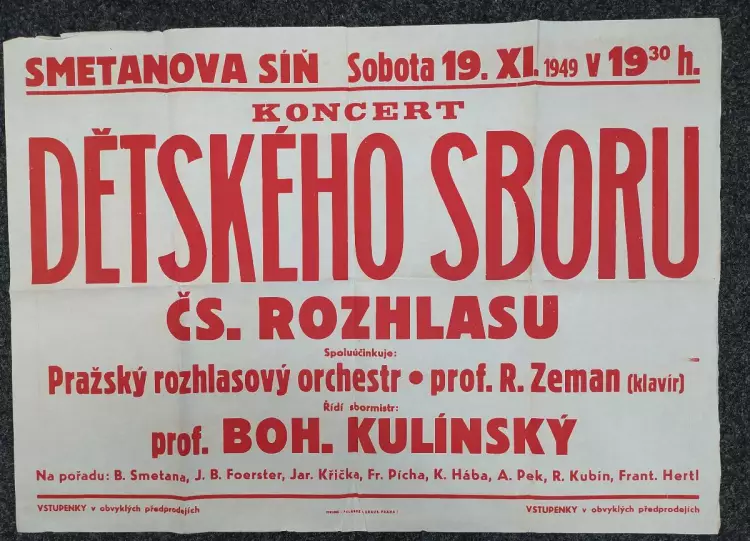 SMETANOVA SÍŇ Sobota 19. XI. 1949 V 19³⁰ h.
KONCERT
DĚTSKÉHO SBORU
ČS. ROZHLASU
Spoluúčinkuje:
Pražský rozhlasový orchestr • prof. R. Zeman (klavír)
Řídí sbormistr:
prof. BOH. KULÍNSKÝ
Na pořadu: B. Smetana, J. B. Foerster, Jar. Křička, Fr. Pícha, K. Hába, A. Pek, R. Kubín, Frant. Hertl
VSTUPENKY v obvyklých předprodejích
VSTUPENKY v obvyklých předprodejích